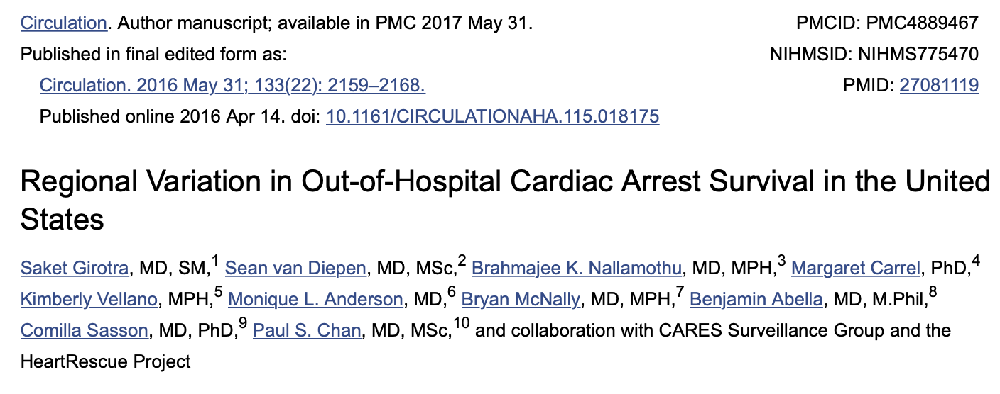 Circulation. Author manuscript; available in PMC 2017 May 31.
PMCID: PMC4889467
Published in final edited form as:
NIHMSID: NIHMS775470
Circulation. 2016 May 31; 133(22): 2159–2168.
PMID: 27081119
Published online 2016 Apr 14. doi: 10.1161/CIRCULATIONAHA.115.018175
Regional Variation in Out-of-Hospital Cardiac Arrest Survival in the United
States
Saket Girotra, MD, SM,1 Sean van Diepen, MD, MSc,2 Brahmajee K. Nallamothu, MD, MPH,3 Margaret Carrel, PhD,4
Kimberly Vellano, MPH,5 Monique L. Anderson, MD,6 Bryan McNally, MD, MPH,7 Benjamin Abella, MD, M.Phil,8
Comilla Sasson, MD, PhD,9 Paul S. Chan, MD, MSc,10 and collaboration with CARES Surveillance Group and the
HeartRescue Project